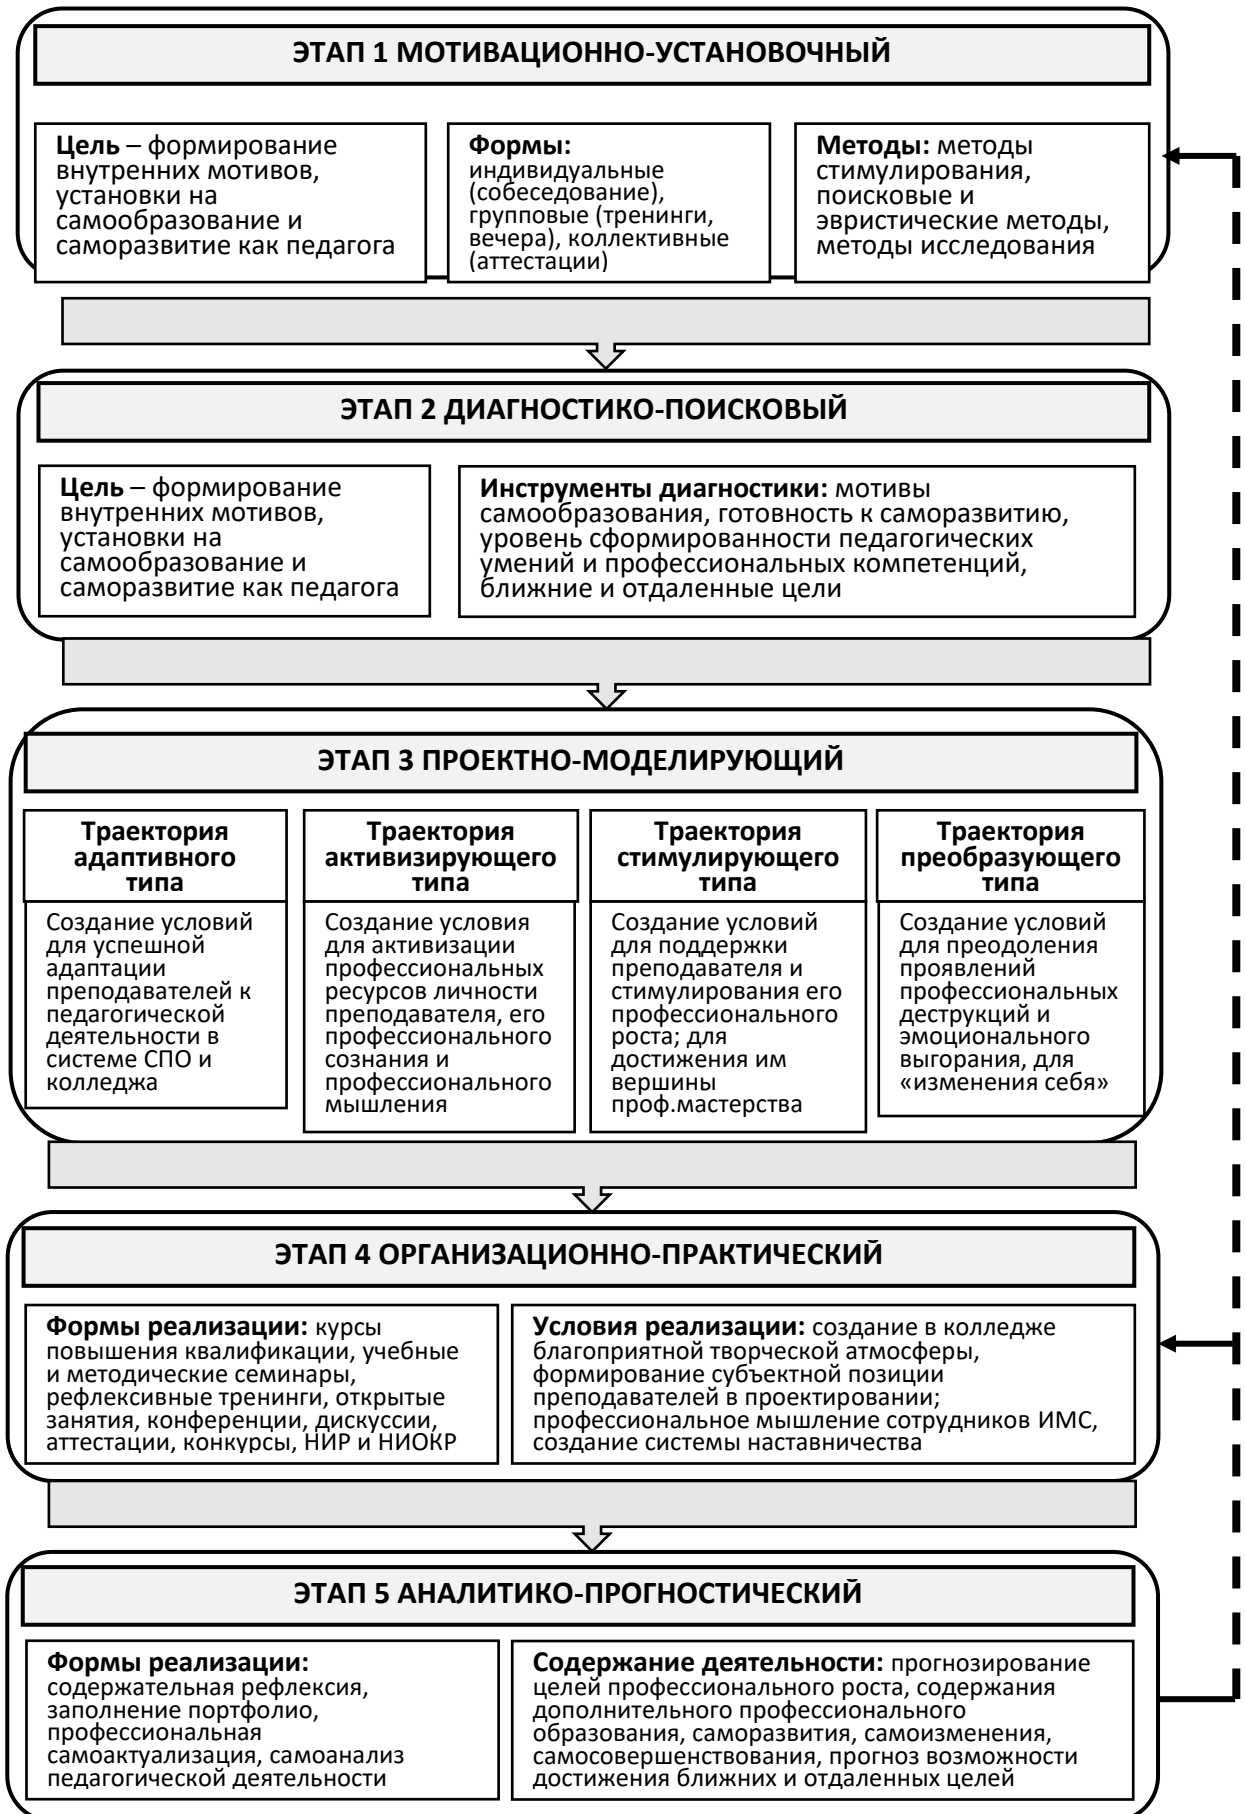 ЭТАП 1 МОТИВАЦИОННО-УСТАНОВОЧНЫЙ
Цель – формирование
внутренних мотивов,
установки на
самообразование и
саморазвитие как педагога
Формы:
индивидуальные
(собеседование),
групповые (тренинги,
вечера), коллективные
(аттестации)
Методы: методы
стимулирования,
поисковые и
эвристические методы,
методы исследования
ЭТАП 2 ДИАГНОСТИКО-ПОИСКОВЫЙ
Цель – формирование
внутренних мотивов,
установки на
самообразование и
саморазвитие как педагога
Инструменты диагностики: мотивы
самообразования, готовность к саморазвитию,
уровень сформированности педагогических
умений и профессиональных компетенций,
ближние и отдаленные цели
ЭТАП 3 ПРОЕКТНО-МОДЕЛИРУЮЩИЙ
Траектория
адаптивного
типа
Создание условий
для успешной
адаптации
преподавателей к
педагогической
деятельности в
системе СПО и
колледжа
Траектория
активизирующего
типа
Создание условия
для активизации
профессиональных
ресурсов личности
преподавателя, его
профессионального
сознания и
профессионального
мышления
Траектория
стимулирующего
типа
Создание условий
для поддержки
преподавателя и
стимулирования его
профессионального
роста; для
достижения им
вершины
проф.мастерства
Траектория
преобразующего
типа
Создание условий
для преодоления
проявлений
профессиональных
деструкций и
эмоционального
выгорания, для
«изменения себя»
ЭТАП 4 ОРГАНИЗАЦИОННО-ПРАКТИЧЕСКИЙ
Формы реализации: курсы
повышения квалификации, учебные
и методические семинары,
рефлексивные тренинги, открытые
занятия, конференции, дискуссии,
аттестации, конкурсы, НИР и НИОКР
Условия реализации: создание в колледже
благоприятной творческой атмосферы,
формирование субъектной позиции
преподавателей в проектировании;
профессиональное мышление сотрудников ИМС,
создание системы наставничества
ЭТАП 5 АНАЛИТИКО-ПРОГНОСТИЧЕСКИЙ
Формы реализации:
содержательная рефлексия,
заполнение портфолио,
профессиональная
самоактуализация, самоанализ
педагогической деятельности
Содержание деятельности: прогнозирование
целей профессионального роста, содержания
дополнительного профессионального
образования, саморазвития, самоизменения,
самосовершенствования, прогноз возможности
достижения ближних и отдаленных целей